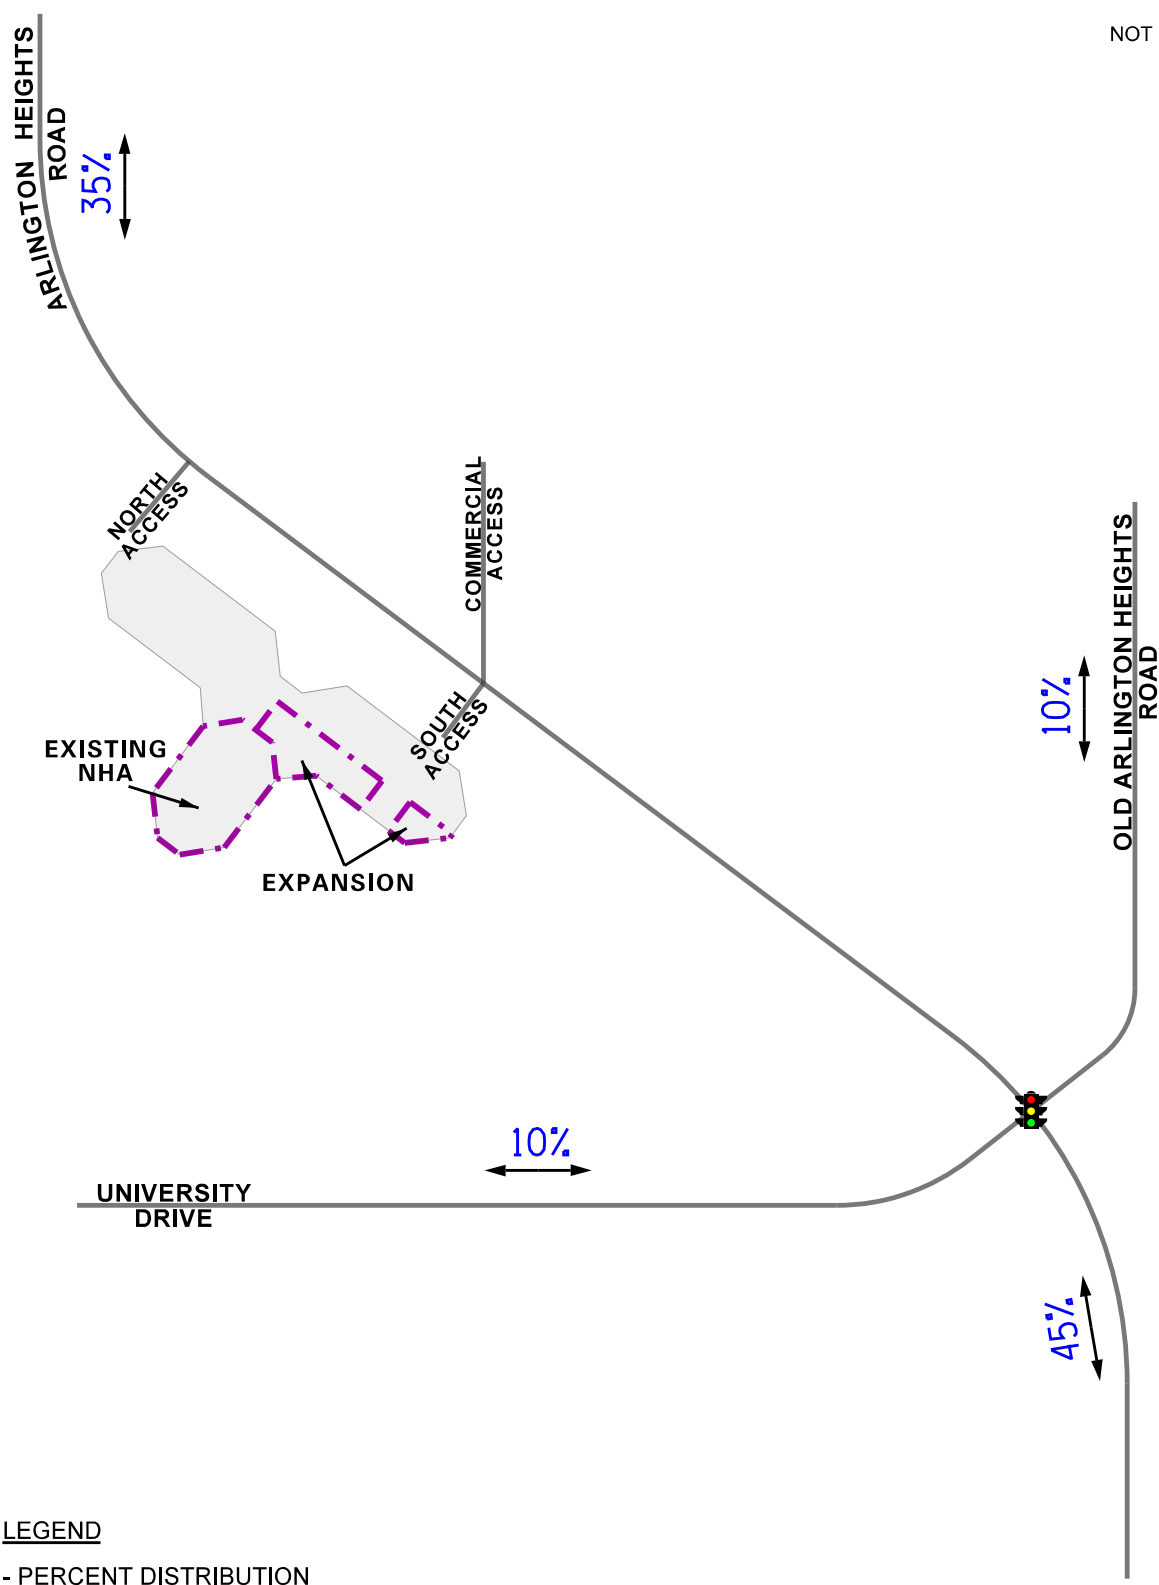 NOT
ARLINGTON HEIGHTS
ROAD
35%
NORTH
ACCESS
COMMERCIAL
ACCESS
OLD ARLINGTON HEIGHTS
ROAD
10%
SOUTH
ACCESS
EXISTING
NHA
EXPANSION
10%
UNIVERSITY
DRIVE
45%
LEGEND
- PERCENT DISTRIBUTION